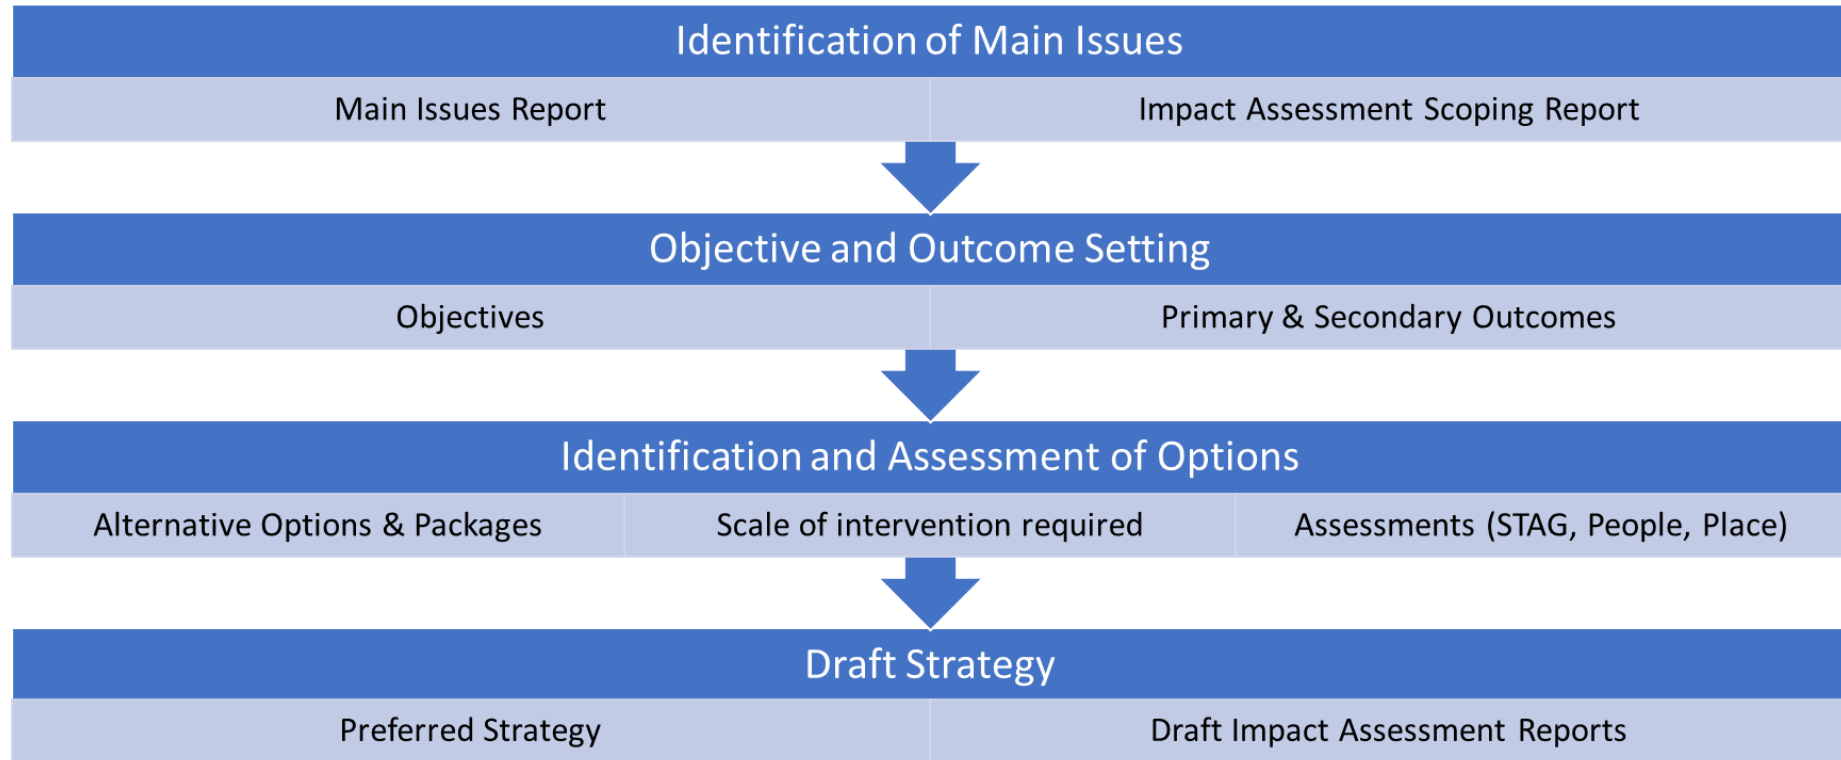 Identification of Main Issues
Main Issues Report
Impact Assessment Scoping Report
Objective and Outcome Setting
Objectives
Primary & Secondary Outcomes
Identification and Assessment of Options
Alternative Options & Packages
Scale of intervention required
Assessments (STAG, People, Place)
Draft Strategy
Preferred Strategy
Draft Impact Assessment Reports